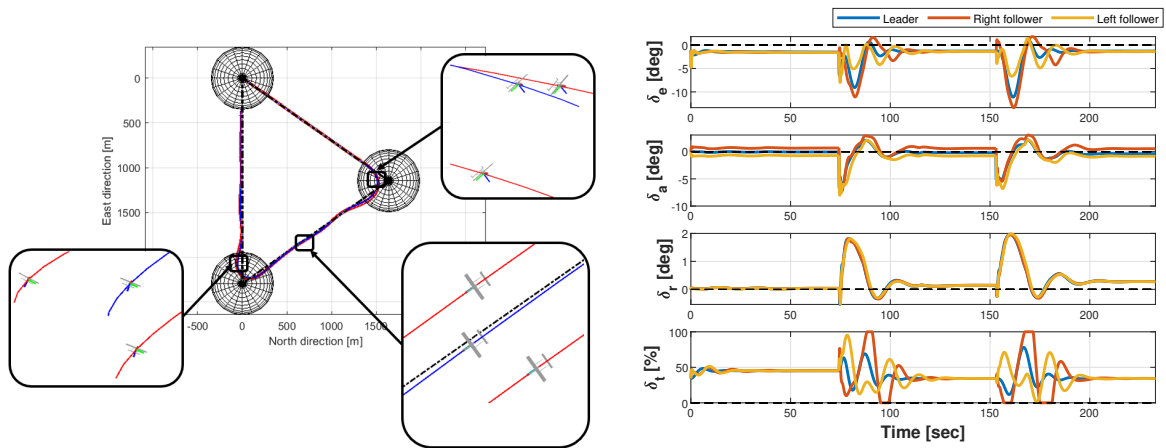 0
500
1000
1500
East direction [m]
-500 0 500 1000 1500
North direction [m]
Leader Right follower Left follower
0
-5
-10
δe [deg]
0 50 100 150 200
0
-5
-10
δa [deg]
0 50 100 150 200
2
1
0
δr [deg]
0 50 100 150 200
100
50
0
δt [%]
0 50 100 150 200
Time [sec]